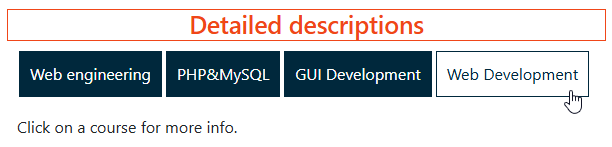 Detailed descriptions
Web engineering PHP&MySQL GUI Development Web Development
Click on a course for more info.